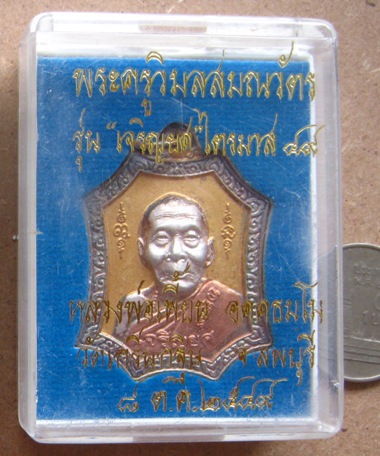 พระครูวิมลสมณวัตร
รุ่น "เจริญยศ" ไตรมาส ๔๙
หลวงพ่อเพี้ยน อคฺคธมฺโม
วัดเกริ่นกฐิน จ.ลพบุรี
๘ ต.ค. ๒๕๔๙